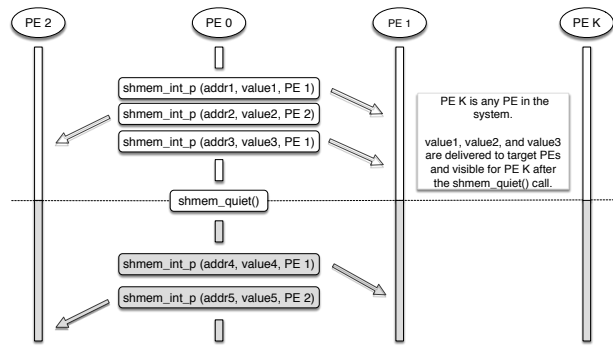 PE 2
PE 0
PE 1
PE K
shmem_int_p (addr1, value1, PE 1)
shmem_int_p (addr2, value2, PE 2)
shmem_int_p (addr3, value3, PE 1)
PE K is any PE in the
system.
value1, value2, and value3
are delivered to target PEs
and visible for PE K after
the shmem_quiet() call.
shmem_quiet()
shmem_int_p (addr4, value4, PE 1)
shmem_int_p (addr5, value5, PE 2)